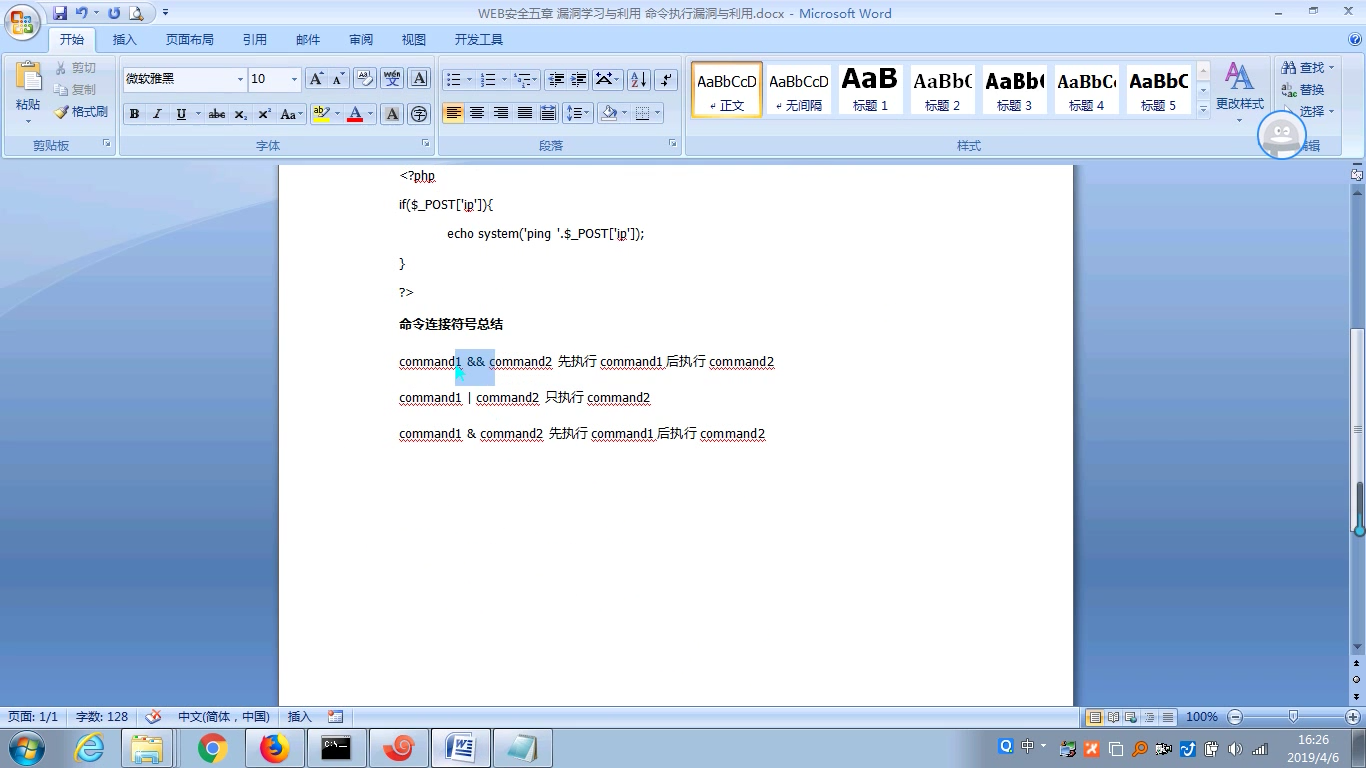 WEB安全五章 漏洞学习与利用 命令执行漏洞与利用.docx - Microsoft Word
开始 插入 页面布局 引用 邮件 审阅 视图 开发工具
粘贴
剪切
复制
格式刷
剪贴板
微软雅黑 10
字体
段落
AaBbCcD AaBbCcD AaB AaBbC AaBbC AaBbCc AaBbC
正文 无间隔 标题 1 标题 2 标题 3 标题 4 标题 5
更改样式
样式
查找
替换
选择
<?php
if($_POST['ip']){
echo system('ping '.$_POST['ip']);
}
?>
命令连接符号总结
command1 && command2 先执行 command1 后执行 command2
command1 | command2 只执行 command2
command1 & command2 先执行 command1 后执行 command2
页面: 1/1 字数: 128 中文(简体，中国) 插入 100%
中
16:26
2019/4/6